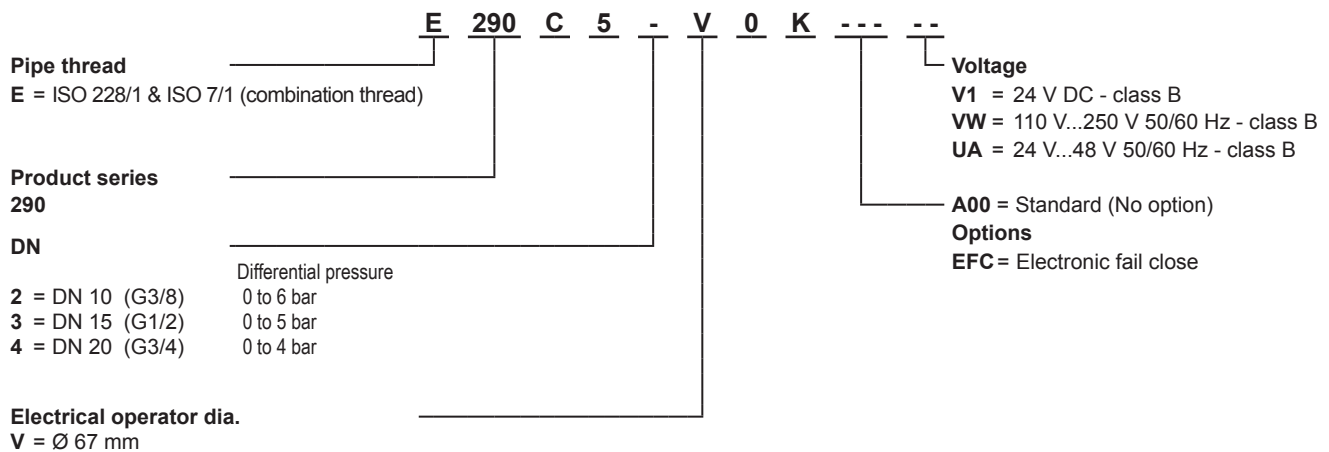 E 290 C 5 - V 0 K - - - - -
Pipe thread
E = ISO 228/1 & ISO 7/1 (combination thread)
Product series
290
DN
Differential pressure
2 = DN 10 (G3/8) 0 to 6 bar
3 = DN 15 (G1/2) 0 to 5 bar
4 = DN 20 (G3/4) 0 to 4 bar
Electrical operator dia.
V = Ø 67 mm
Voltage
V1 = 24 V DC - class B
VW = 110 V...250 V 50/60 Hz - class B
UA = 24 V...48 V 50/60 Hz - class B
A00 = Standard (No option)
Options
EFC = Electronic fail close